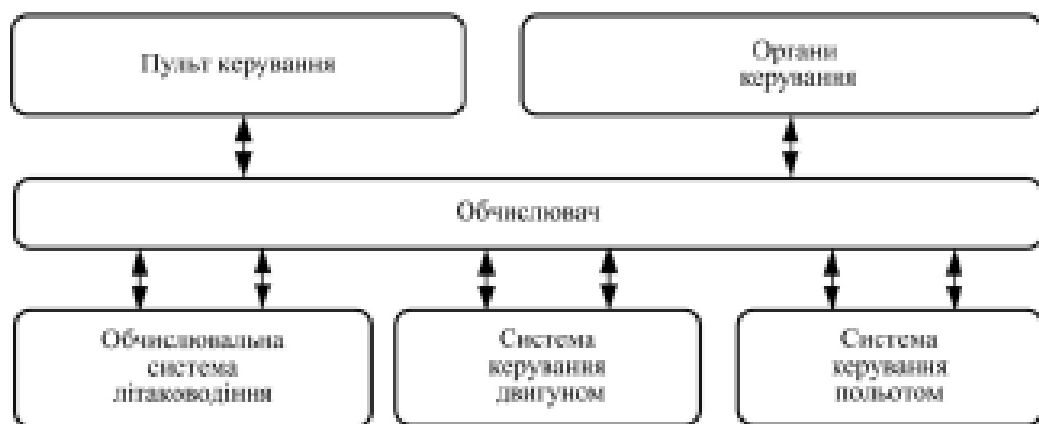 Пульт керування
Органи
керування
Обчислювач
Обчислювальна
система
літаководіння
Система
керування
двигуном
Система
керування
польотом